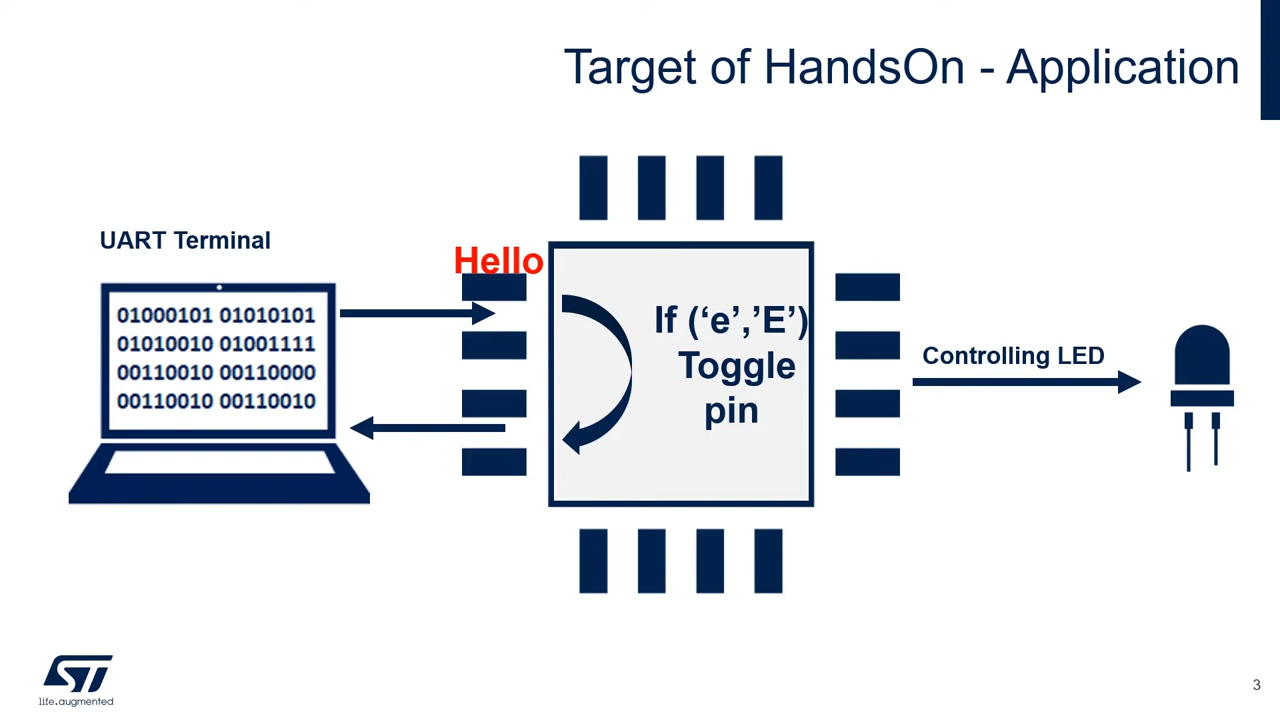 Target of HandsOn - Application
UART Terminal
01000101 01010101
01010010 01001111
00110010 00110000
00110010 00110010
Hello
If (‘e’,’E’)
Toggle
pin
Controlling LED
ST
life.augmented
3